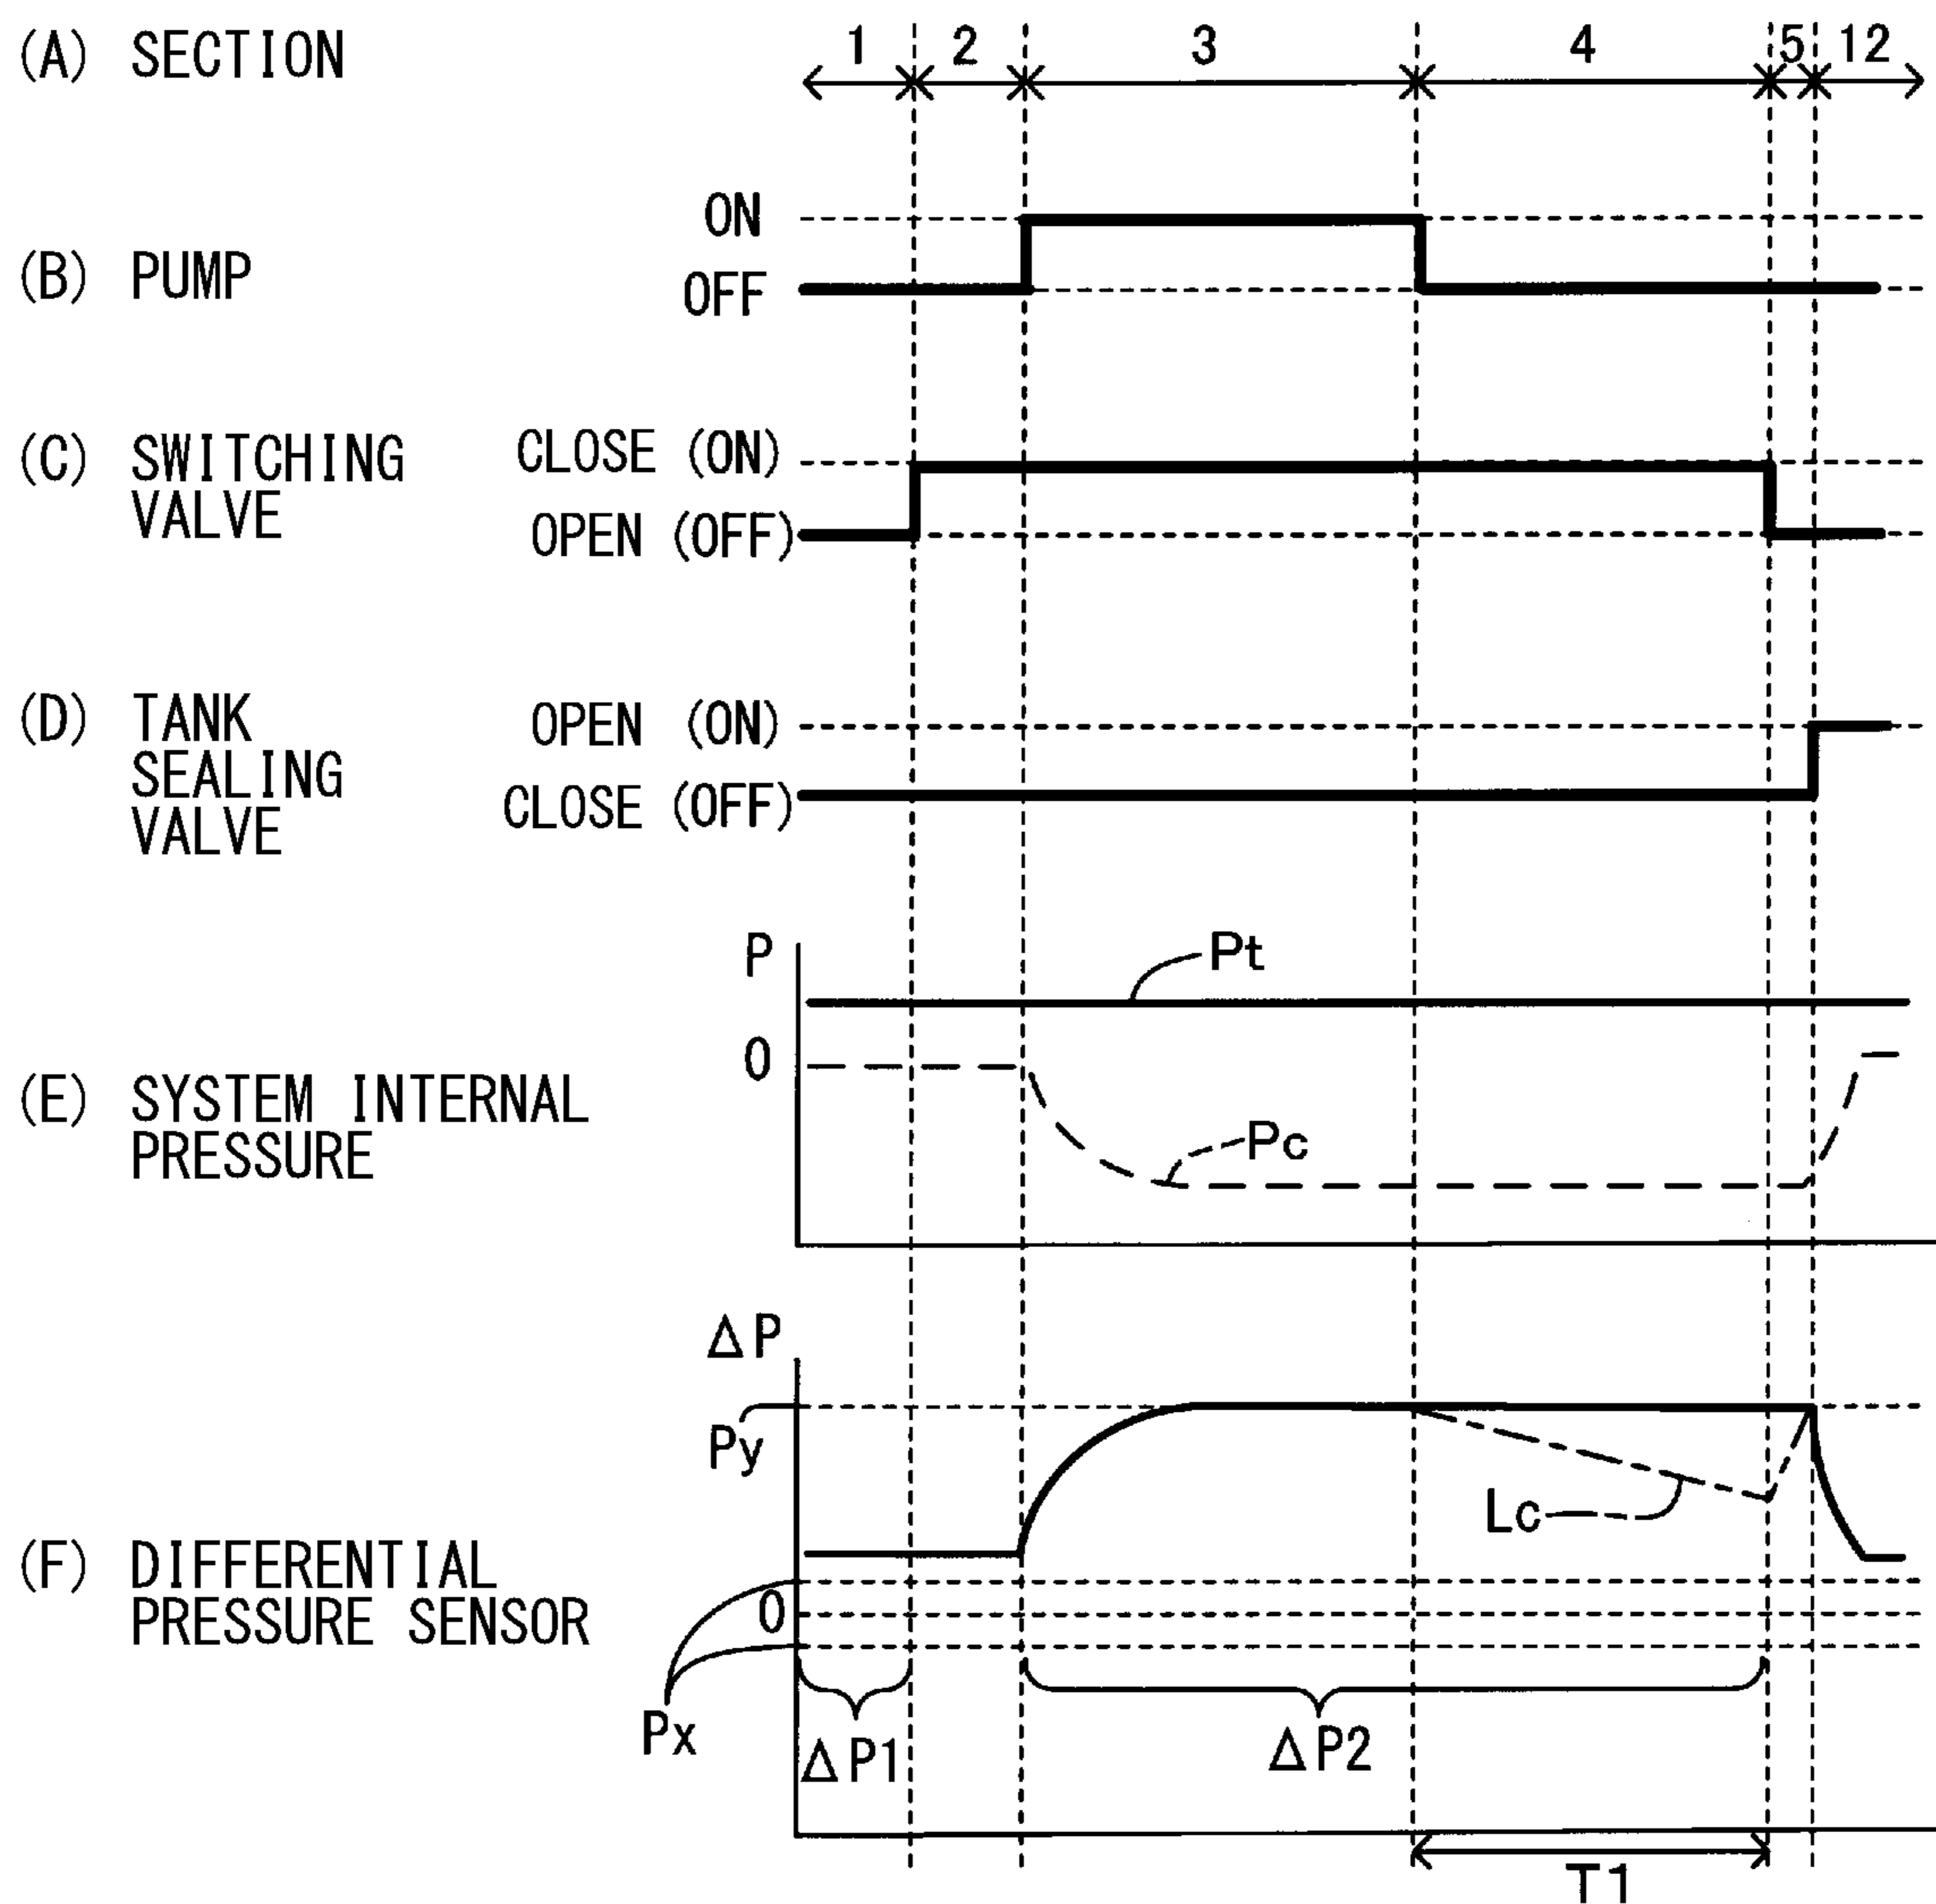 (A) SECTION
1 2 3 4 5 12
ON
(B) PUMP
OFF
(C) SWITCHING
VALVE
CLOSE (ON)
OPEN (OFF)
(D) TANK
SEALING
VALVE
OPEN (ON)
CLOSE (OFF)
P
Pt
0
(E) SYSTEM INTERNAL
PRESSURE
Pc
ΔP
Py
Lc
(F) DIFFERENTIAL
PRESSURE SENSOR
0
Px
ΔP1
ΔP2
T1